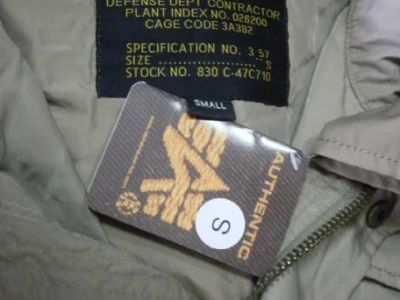 DEFENSE DEPT CONTRACTOR
PLANT INDEX NO. 026200
CAGE CODE 3A382
SPECIFICATION NO. 3 57
SIZE ........................ S
STOCK NO. 830 C-47C710
SMALL
AUTHENTIC
S